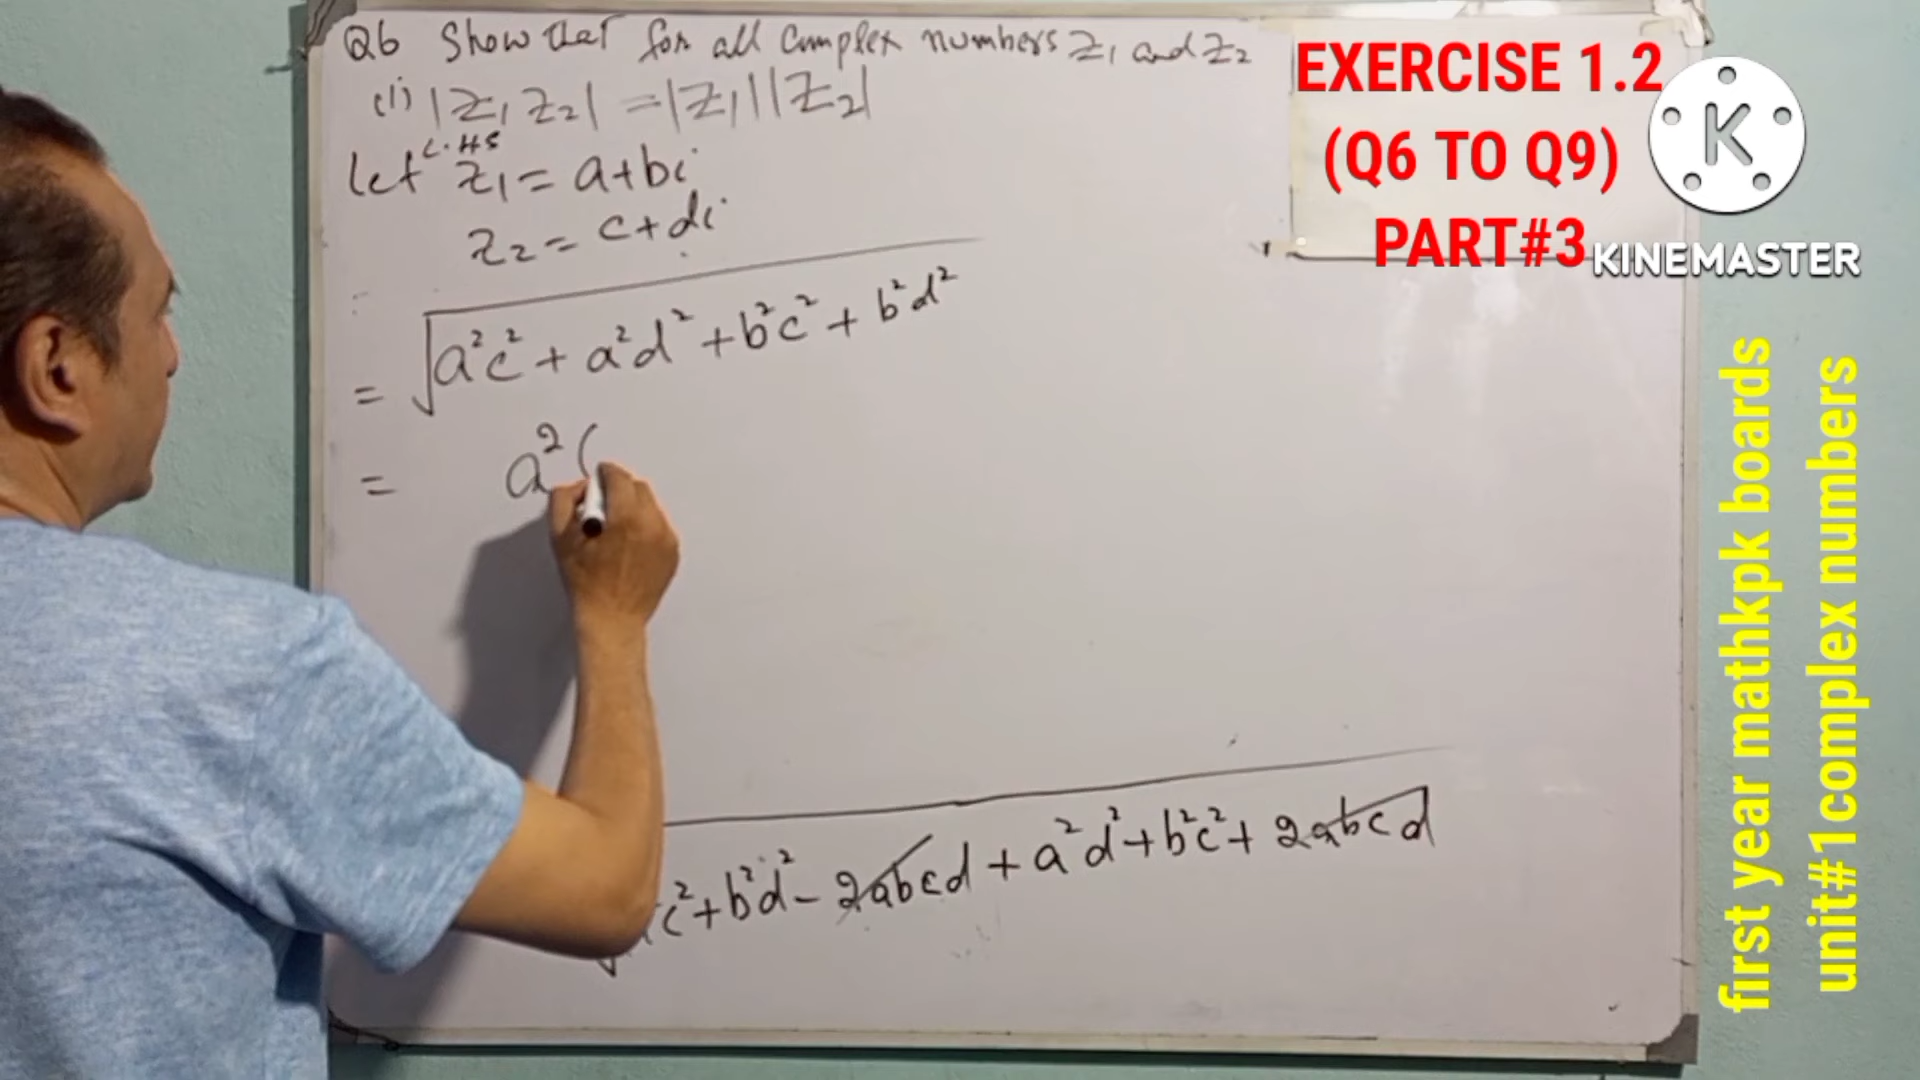 Q6 Show that for all complex numbers z₁ and z₂
(i) |z₁ z₂| = |z₁| |z₂|
L.HS
let z₁ = a+bi
z₂ = c+di
= √a²c² + a²d² + b²c² + b²d²
= a² (
c² + b²d² - 2abcd + a²d² + b²c² + 2abcd
EXERCISE 1.2
(Q6 TO Q9)
PART#3
K
KINEMASTER
first year mathkpk boards
unit#1complex numbers